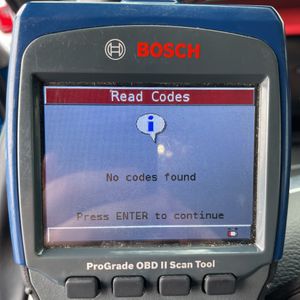 BOSCH
Read Codes
i
No codes found
Press ENTER to continue
ProGrade OBD II Scan Tool